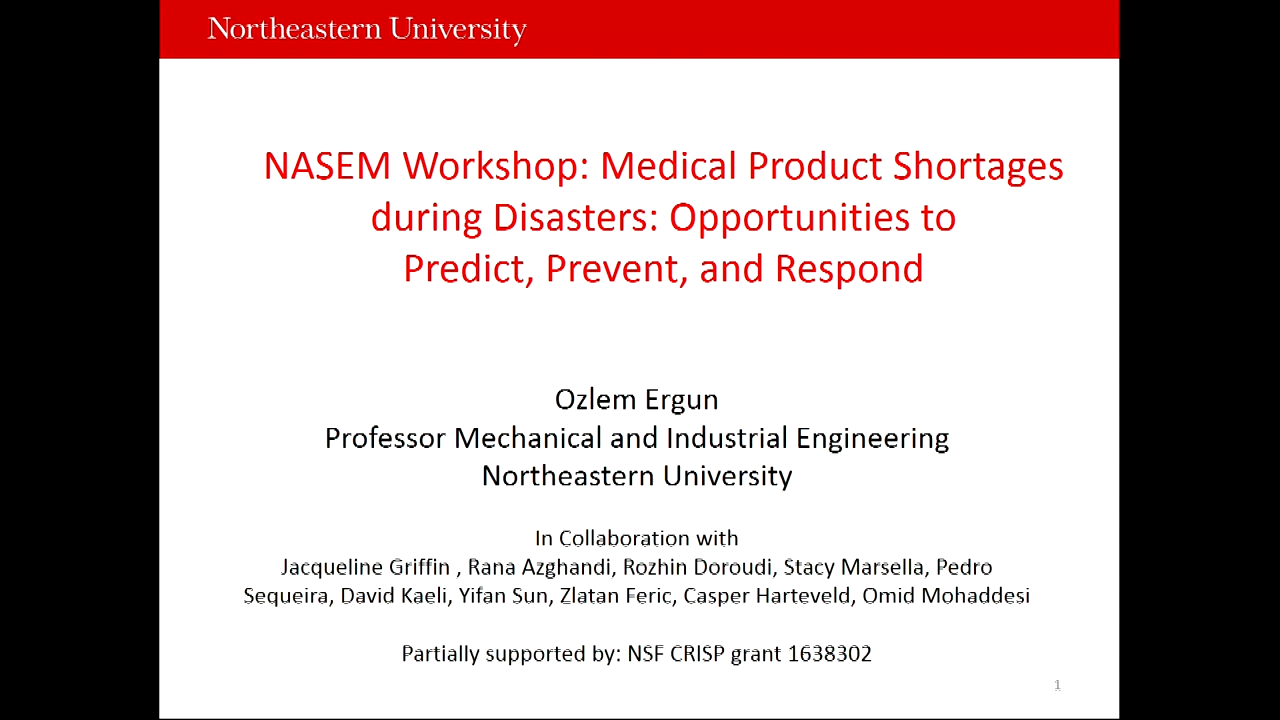 Northeastern University
NASEM Workshop: Medical Product Shortages
during Disasters: Opportunities to
Predict, Prevent, and Respond
Ozlem Ergun
Professor Mechanical and Industrial Engineering
Northeastern University
In Collaboration with
Jacqueline Griffin , Rana Azghandi, Rozhin Doroudi, Stacy Marsella, Pedro
Sequeira, David Kaeli, Yifan Sun, Zlatan Feric, Casper Harteveld, Omid Mohaddesi
Partially supported by: NSF CRISP grant 1638302
1